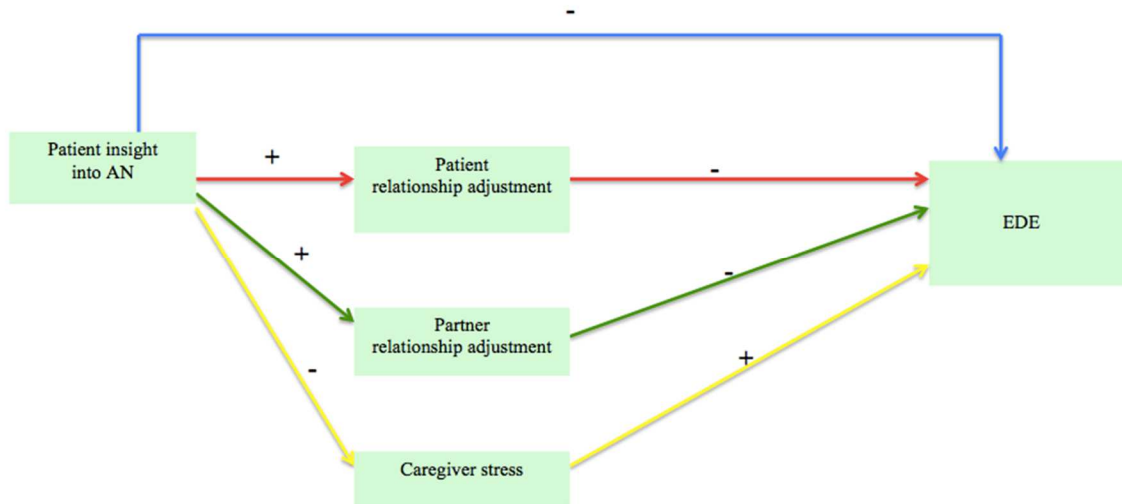 -
Patient insight
into AN
+
Patient
relationship adjustment
-
EDE
+
-
Partner
relationship adjustment
-
+
Caregiver stress